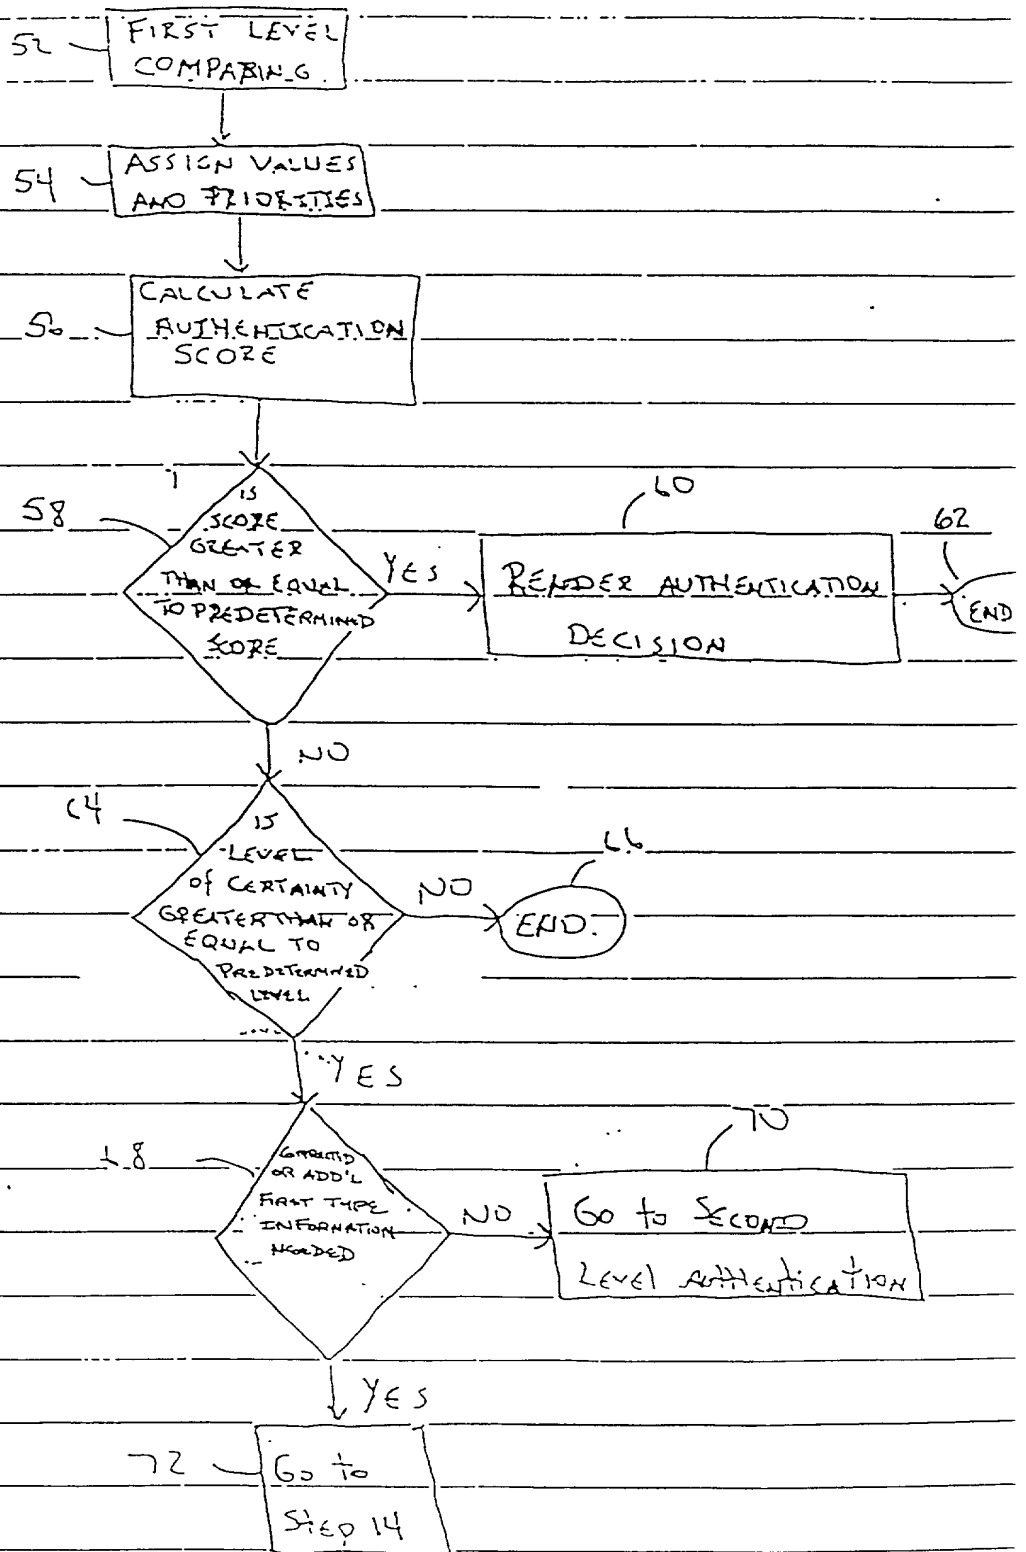 52
FIRST LEVEL
COMPARING.
54
ASSIGN VALUES
AND PRIORITIES
CALCULATE
AUTHENTICATION
SCORE
58
IS
SCORE
GREATER
THAN OR EQUAL
TO PREDETERMINED
SCORE
YES
60
RENDER AUTHENTICATION
DECISION
62
END
NO
64
IS
LEVEL
of CERTAINTY
GREATER THAN OR
EQUAL TO
PREDETERMINED
LEVEL
NO
66
END.
YES
68
OR ADD'L
FIRST TYPE
INFORMATION
NEEDED
NO
70
Go to SECOND
LEVEL AUTHENTICATION
YES
72
Go to
Step 14